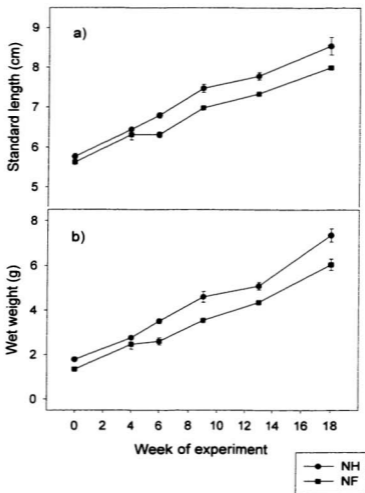 a)
Standard length (cm)
9
8
7
6
5
b)
Wet weight (g)
8
6
4
2
0
0 2 4 6 8 10 12 14 16 18
Week of experiment
NH
NF